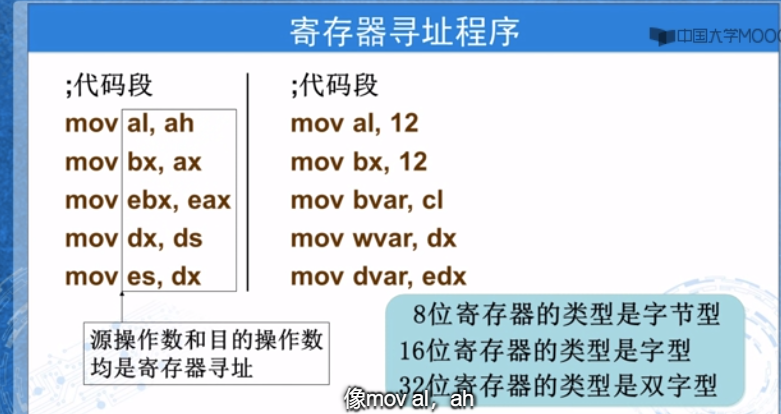 寄存器寻址程序
中国大学MOOC
;代码段
mov al, ah
mov bx, ax
mov ebx, eax
mov dx, ds
mov es, dx
源操作数和目的操作数
均是寄存器寻址
;代码段
mov al, 12
mov bx, 12
mov bvar, cl
mov wvar, dx
mov dvar, edx
8位寄存器的类型是字节型
16位寄存器的类型是字型
32位寄存器的类型是双字型
像mov al，ah